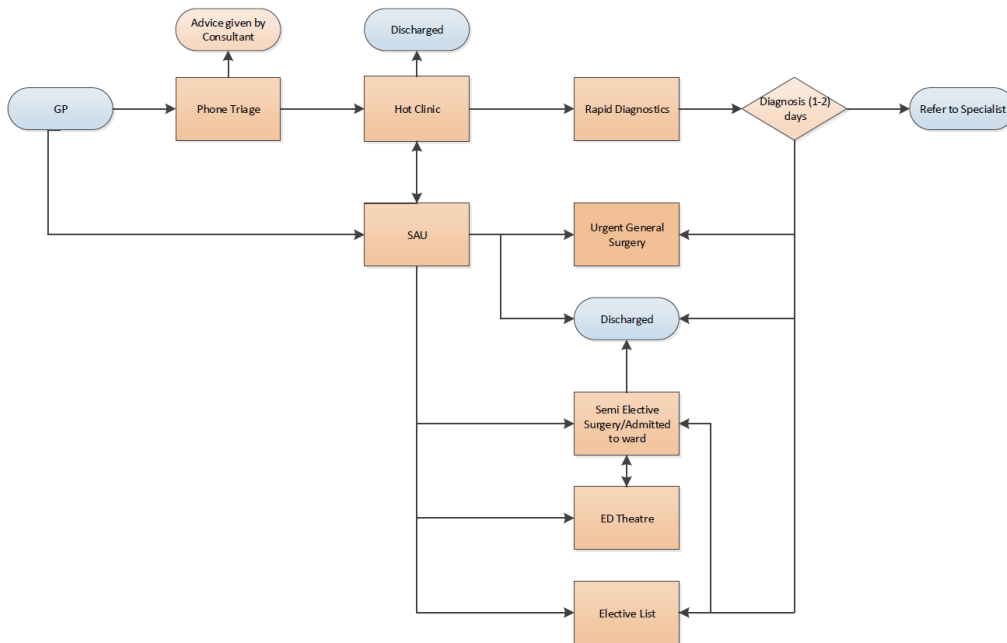 Advice given by
Consultant
Discharged
GP
Phone Triage
Hot Clinic
Rapid Diagnostics
Diagnosis (1-2)
days
Refer to Specialist
SAU
Urgent General
Surgery
Discharged
Semi Elective
Surgery/Admitted
to ward
ED Theatre
Elective List